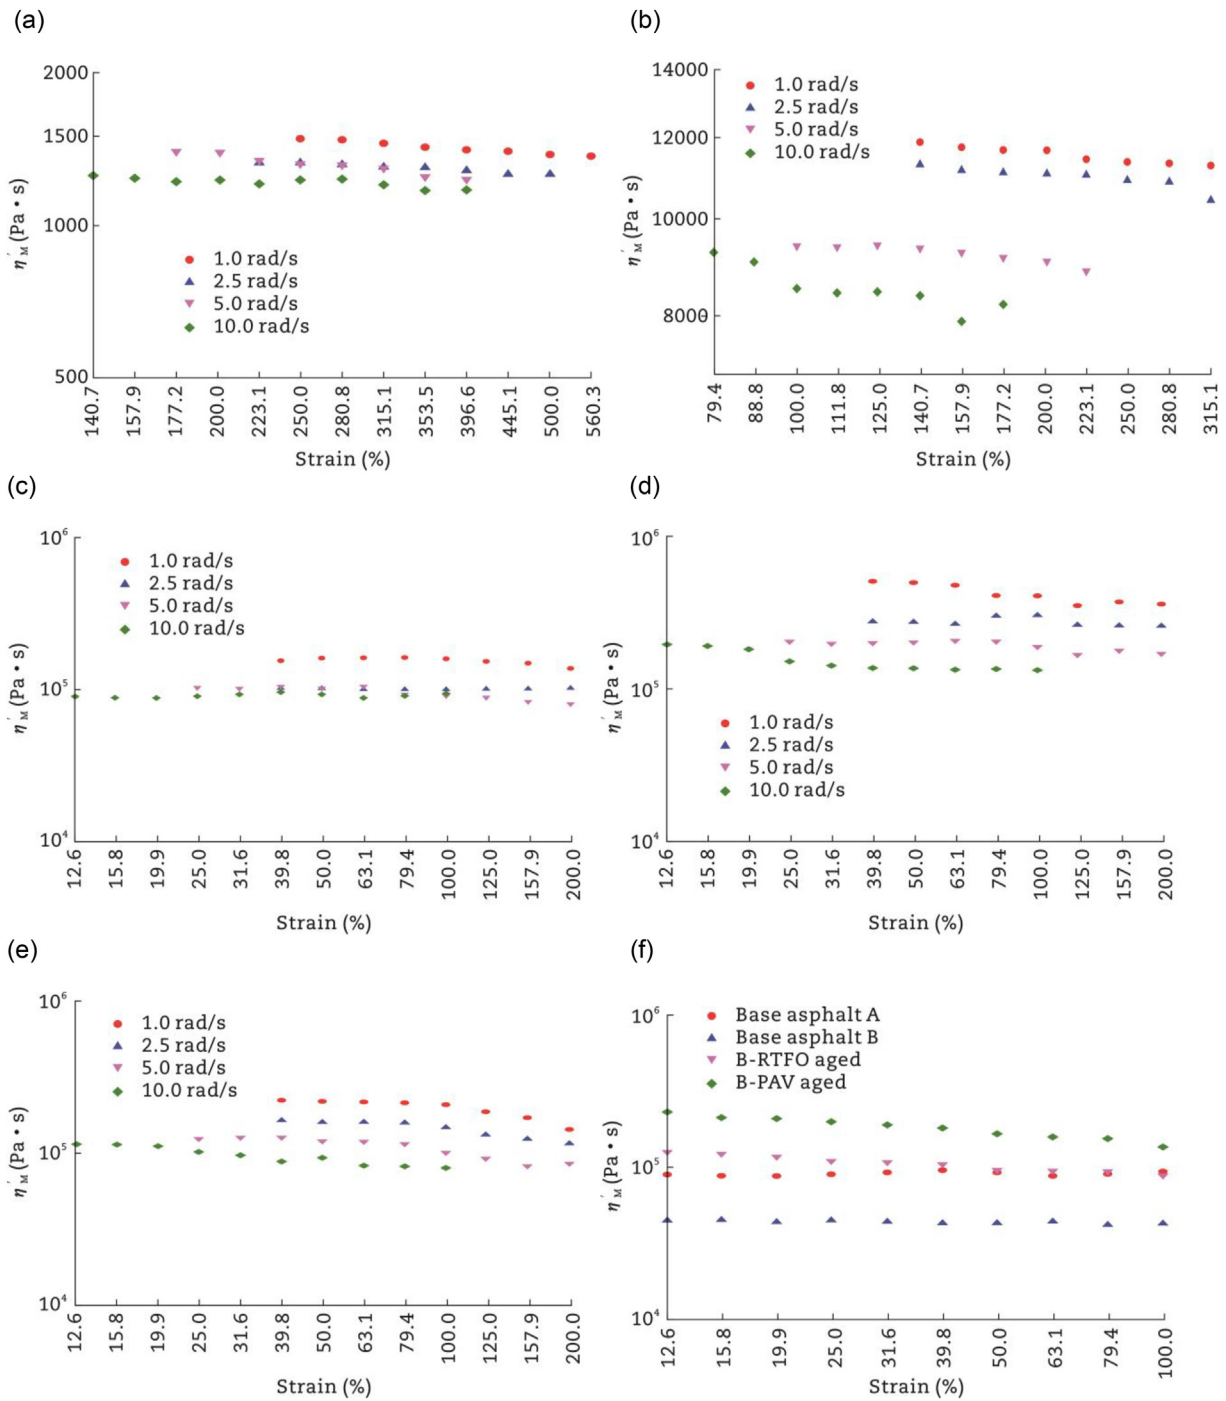 (a)
2000
1500
1000
500
η′M (Pa • s)
1.0 rad/s
2.5 rad/s
5.0 rad/s
10.0 rad/s
140.7 157.9 177.2 200.0 223.1 250.0 280.8 315.1 353.5 396.6 445.1 500.0 560.3
Strain (%)
(b)
14000
12000
10000
8000
η′M (Pa • s)
1.0 rad/s
2.5 rad/s
5.0 rad/s
10.0 rad/s
79.4 88.8 100.0 111.8 125.0 140.7 157.9 177.2 200.0 223.1 250.0 280.8 315.1
Strain (%)
(c)
10⁶
10⁵
10⁴
η′M (Pa • s)
1.0 rad/s
2.5 rad/s
5.0 rad/s
10.0 rad/s
12.6 15.8 19.9 25.0 31.6 39.8 50.0 63.1 79.4 100.0 125.0 157.9 200.0
Strain (%)
(d)
10⁶
10⁵
10⁴
η′M (Pa • s)
1.0 rad/s
2.5 rad/s
5.0 rad/s
10.0 rad/s
12.6 15.8 19.9 25.0 31.6 39.8 50.0 63.1 79.4 100.0 125.0 157.9 200.0
Strain (%)
(e)
10⁶
10⁵
10⁴
η′M (Pa • s)
1.0 rad/s
2.5 rad/s
5.0 rad/s
10.0 rad/s
12.6 15.8 19.9 25.0 31.6 39.8 50.0 63.1 79.4 100.0 125.0 157.9 200.0
Strain (%)
(f)
10⁶
10⁵
10⁴
η′M (Pa • s)
Base asphalt A
Base asphalt B
B-RTFO aged
B-PAV aged
12.6 15.8 19.9 25.0 31.6 39.8 50.0 63.1 79.4 100.0
Strain (%)